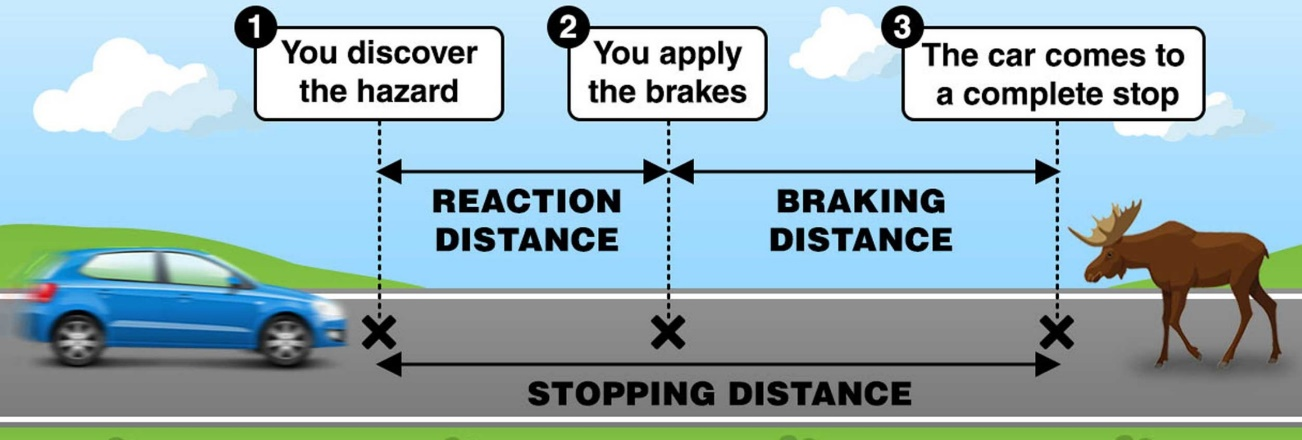 1
You discover
the hazard
2
You apply
the brakes
3
The car comes to
a complete stop
REACTION
DISTANCE
BRAKING
DISTANCE
STOPPING DISTANCE